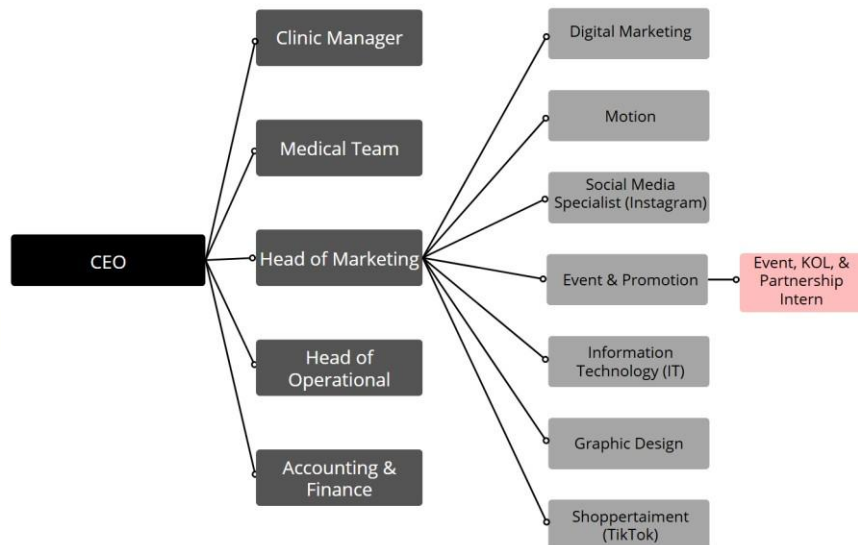 CEO
Clinic Manager
Medical Team
Head of Marketing
Head of
Operational
Accounting &
Finance
Digital Marketing
Motion
Social Media
Specialist (Instagram)
Event & Promotion
Information
Technology (IT)
Graphic Design
Shoppertaiment
(TikTok)
Event, KOL, &
Partnership
Intern